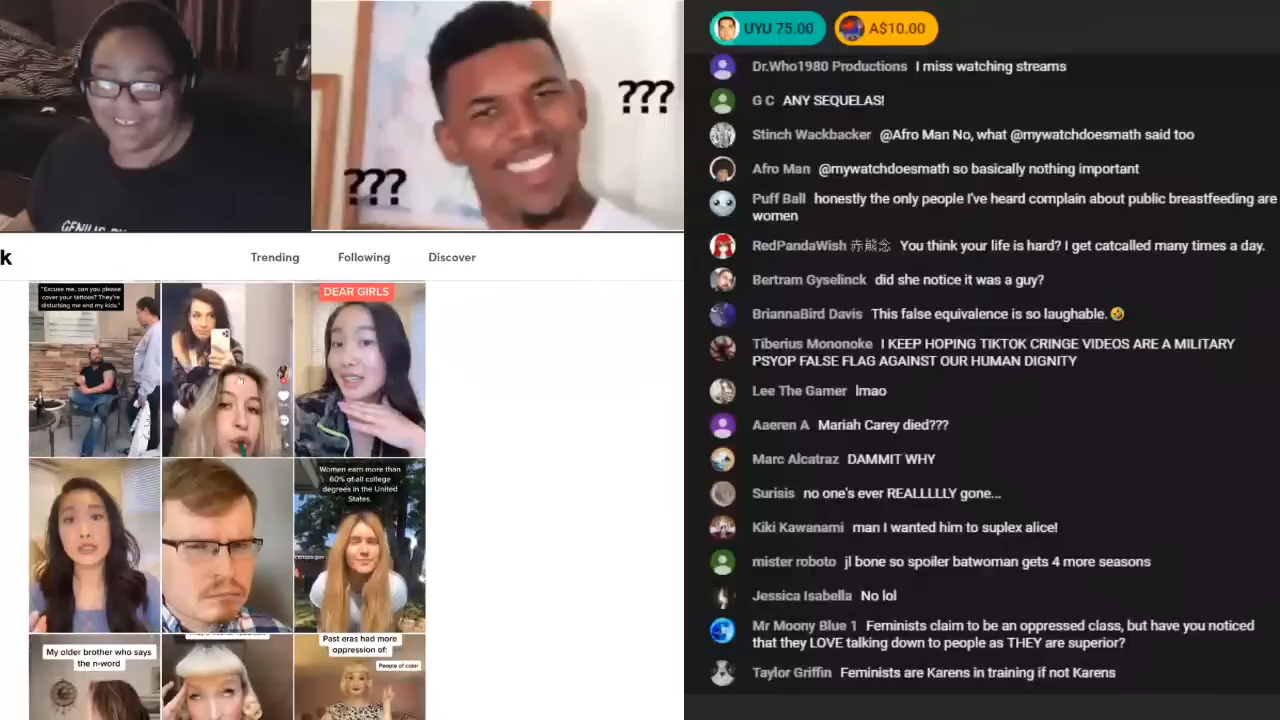 GENIUS BY
???
???
k
Trending
Following
Discover
"Excuse me, can you please
cover your tattoos? They're
disturbing me and my kids."
DEAR GIRLS
Women earn more than
60% of all college
degrees in the United
States.
census.gov
My older brother who says
the n-word
Past eras had more
oppression of:
People of color
UYU 75.00
A$10.00
Dr.Who1980 Productions I miss watching streams
G C ANY SEQUELAS!
Stinch Wackbacker @Afro Man No, what @mywatchdoesmath said too
Afro Man @mywatchdoesmath so basically nothing important
Puff Ball honestly the only people I've heard complain about public breastfeeding are
women
RedPandaWish 赤熊念 You think your life is hard? I get catcalled many times a day.
Bertram Gyselinck did she notice it was a guy?
BriannaBird Davis This false equivalence is so laughable. 🤣
Tiberius Mononoke I KEEP HOPING TIKTOK CRINGE VIDEOS ARE A MILITARY
PSYOP FALSE FLAG AGAINST OUR HUMAN DIGNITY
Lee The Gamer lmao
Aaeren A Mariah Carey died???
Marc Alcatraz DAMMIT WHY
Surisis no one's ever REALLLLLY gone...
Kiki Kawanami man I wanted him to suplex alice!
mister roboto jl bone so spoiler batwoman gets 4 more seasons
Jessica Isabella No lol
Mr Moony Blue 1 Feminists claim to be an oppressed class, but have you noticed
that they LOVE talking down to people as THEY are superior?
Taylor Griffin Feminists are Karens in training if not Karens